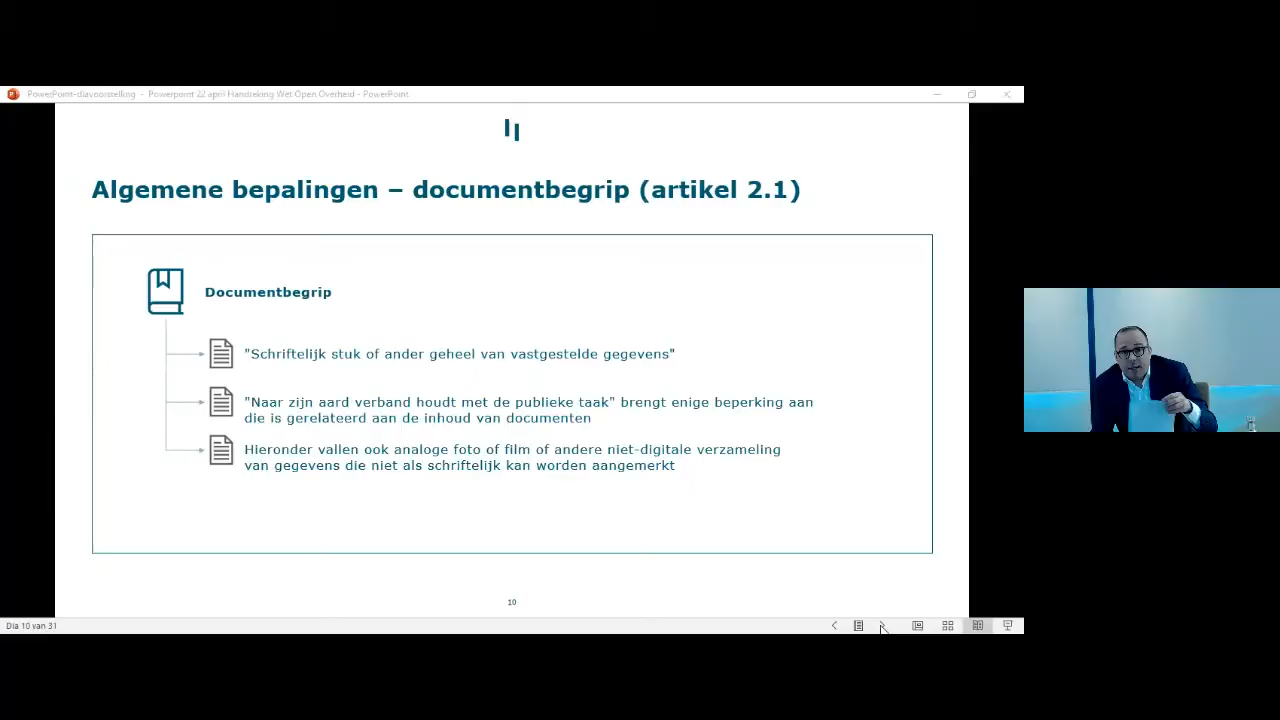 PowerPoint-diavoorstelling - Powerpoint 22 april Handreiking Wet Open Overheid - PowerPoint
Algemene bepalingen – documentbegrip (artikel 2.1)
Documentbegrip
"Schriftelijk stuk of ander geheel van vastgestelde gegevens"
"Naar zijn aard verband houdt met de publieke taak" brengt enige beperking aan
die is gerelateerd aan de inhoud van documenten
Hieronder vallen ook analoge foto of film of andere niet-digitale verzameling
van gegevens die niet als schriftelijk kan worden aangemerkt
10
Dia 10 van 31